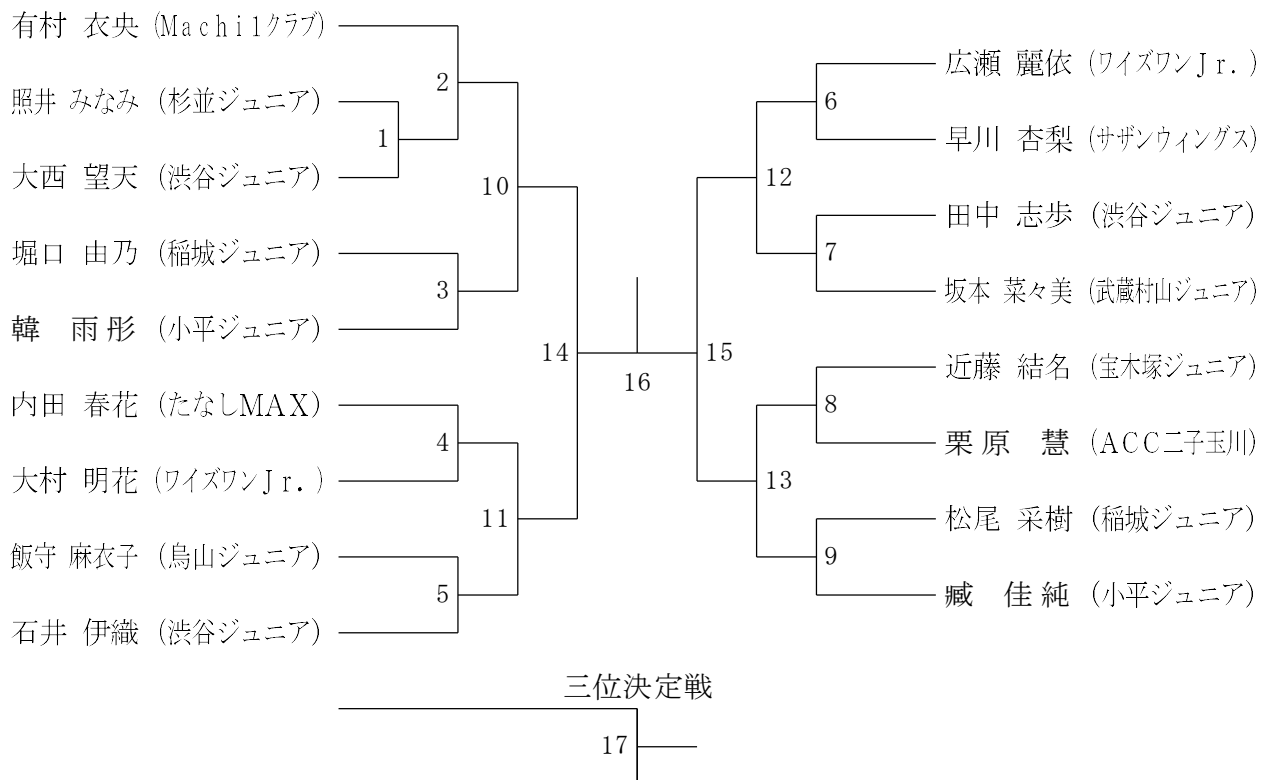 有村 衣央 (Machi1クラブ)
照井 みなみ (杉並ジュニア)
大西 望天 (渋谷ジュニア)
堀口 由乃 (稲城ジュニア)
韓 雨彤 (小平ジュニア)
内田 春花 (たなしMAX)
大村 明花 (ワイズワンJr.)
飯守 麻衣子 (烏山ジュニア)
石井 伊織 (渋谷ジュニア)
1
2
3
4
5
10
11
14
16
15
12
13
6
7
8
9
広瀬 麗依 (ワイズワンJr.)
早川 杏梨 (サザンウィングス)
田中 志歩 (渋谷ジュニア)
坂本 菜々美 (武蔵村山ジュニア)
近藤 結名 (宝木塚ジュニア)
栗原 慧 (ACC二子玉川)
松尾 采樹 (稲城ジュニア)
臧 佳純 (小平ジュニア)
三位決定戦
17